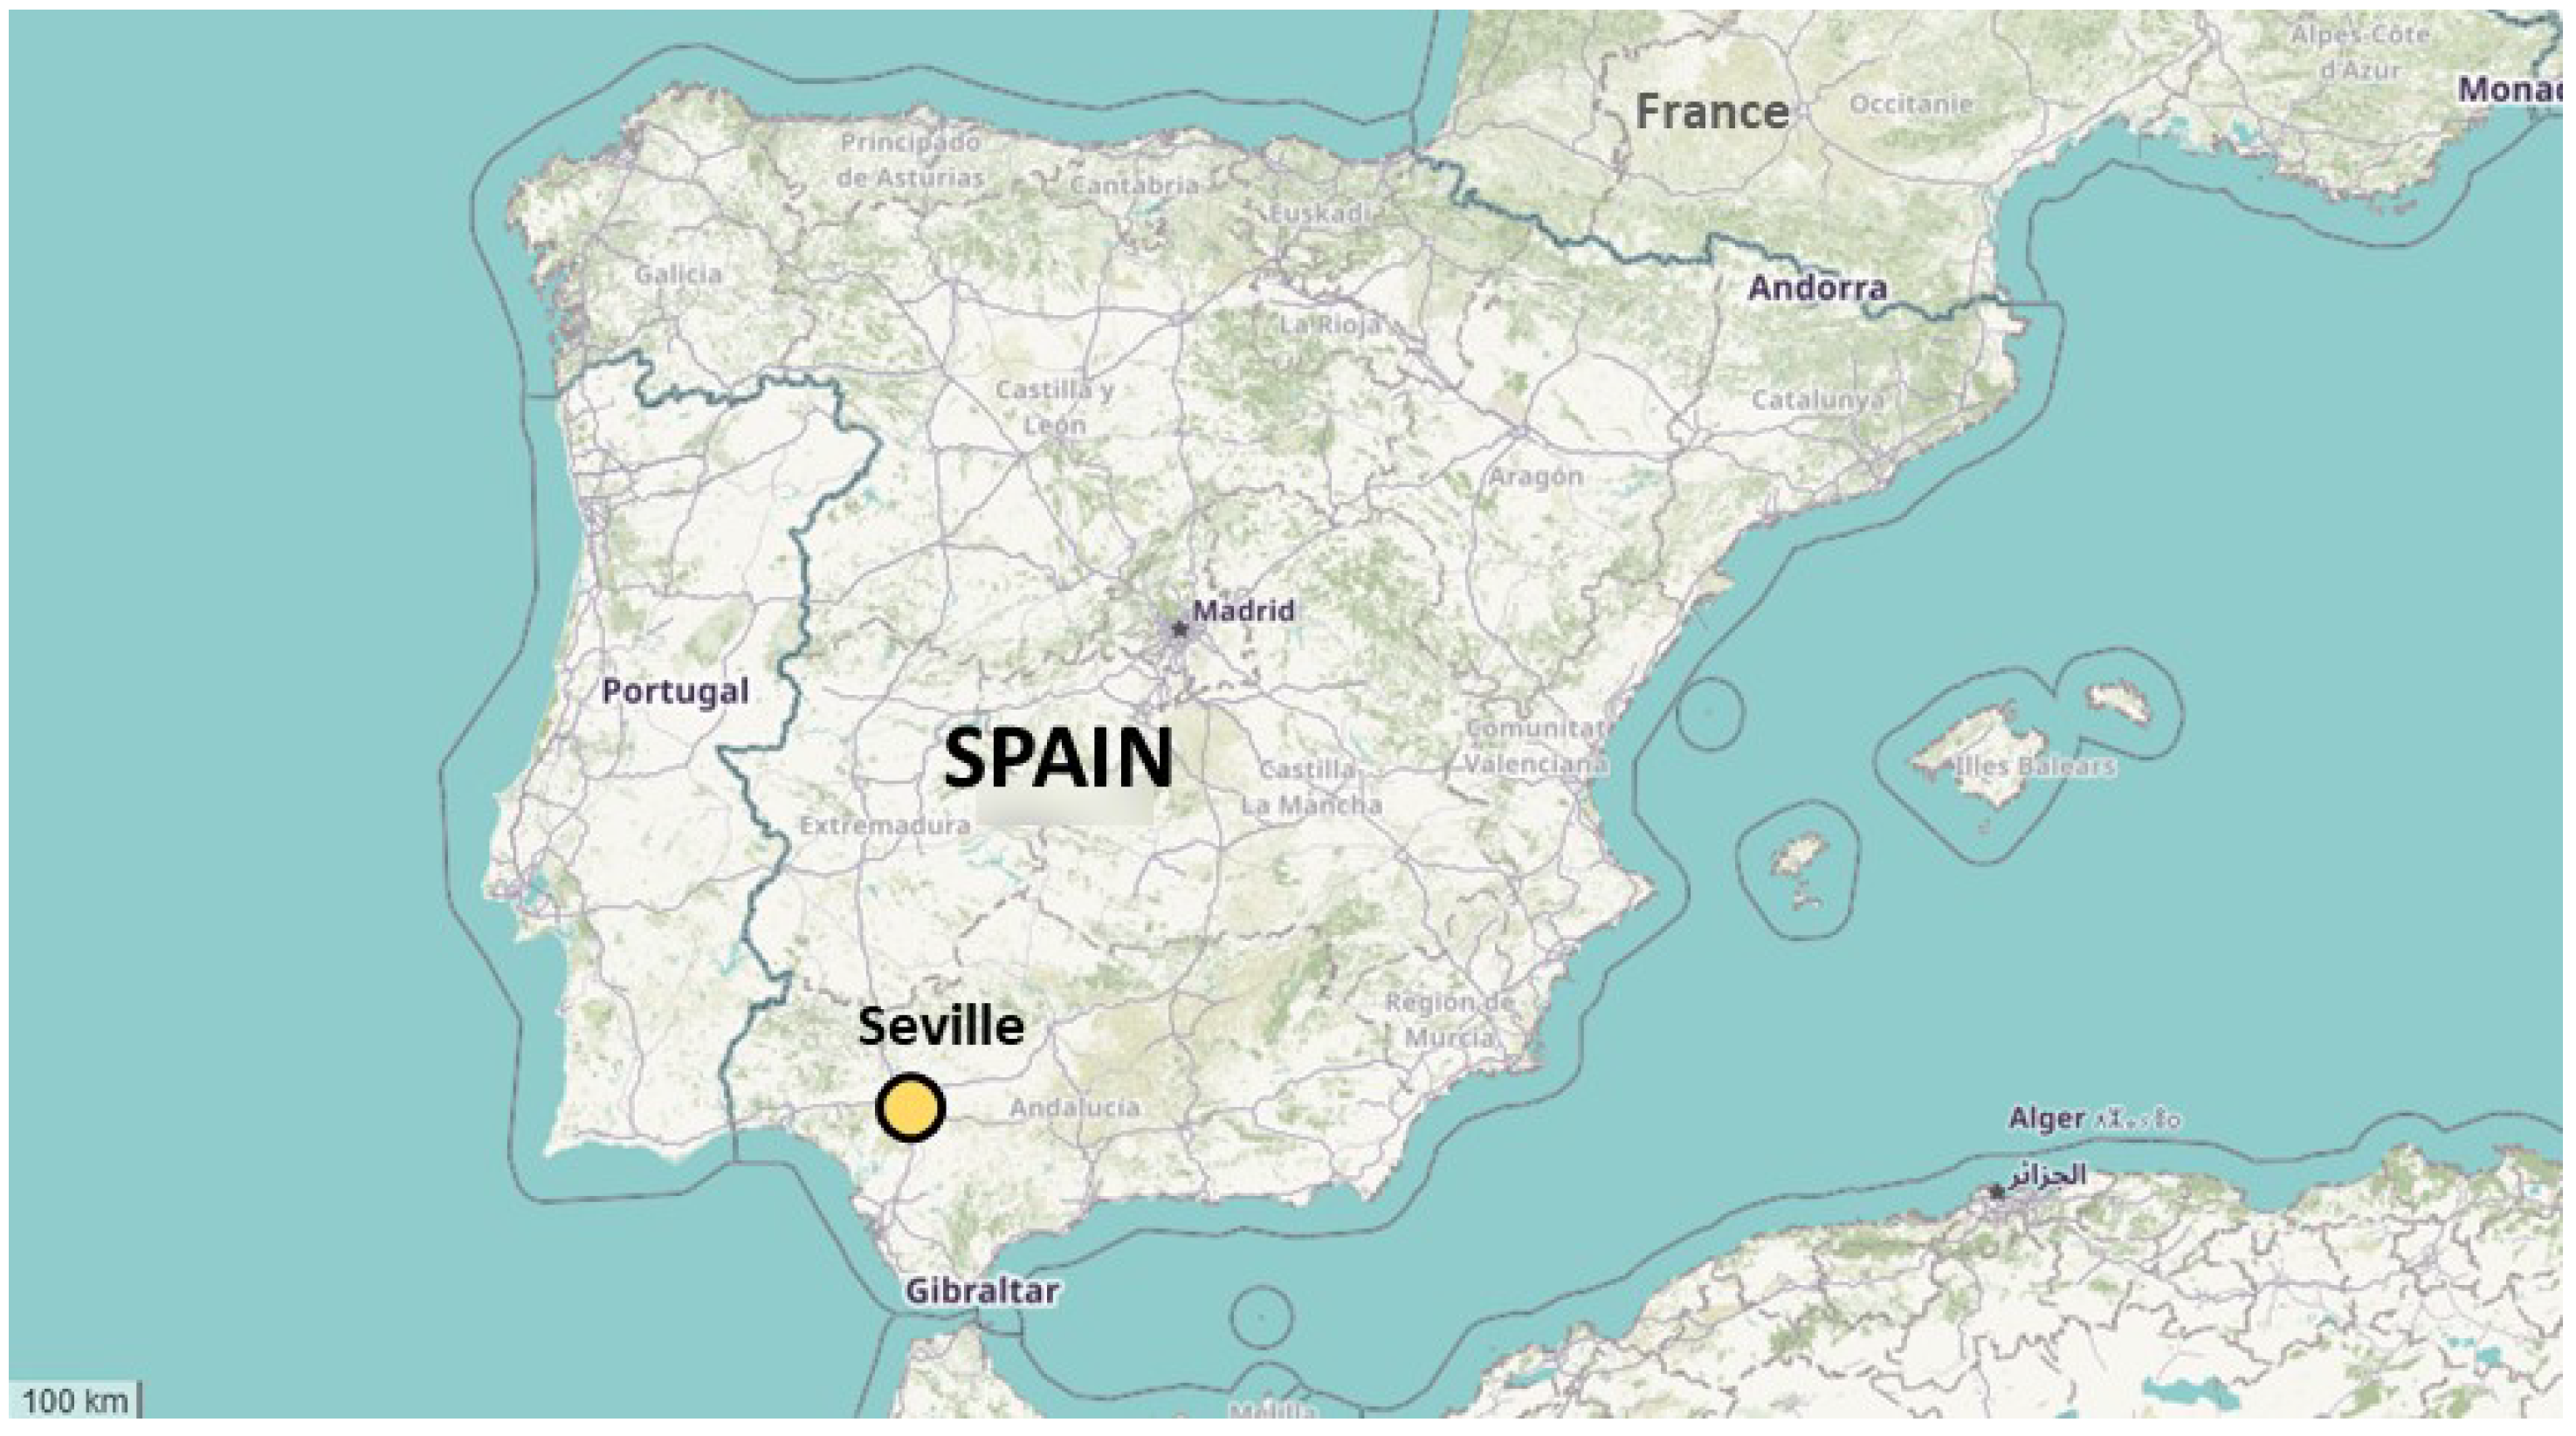 Alpes-Côte
d'Azur
Monac
France
Occitanie
Principado
de Asturias
Cantabria
Euskadi
Galicia
Andorra
La Rioja
Castilla y
León
Catalunya
Aragón
Madrid
Portugal
SPAIN
Comunitat
Valenciana
Castilla-
La Mancha
Illes Balears
Extremadura
Región de
Murcia
Seville
Andalucía
Alger
الجزائر
Gibraltar
100 km
Melilla